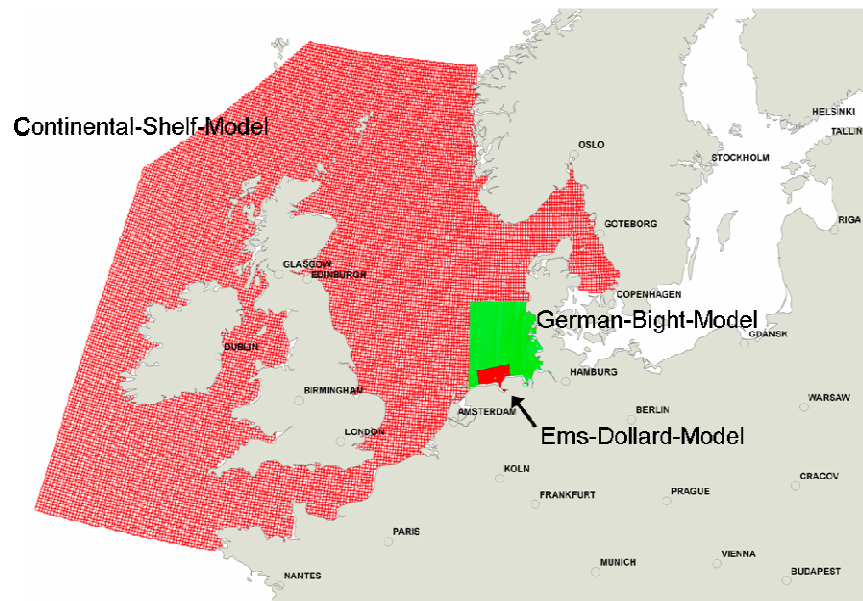 HELSINKI
Continental-Shelf-Model
TALLIN
OSLO
STOCKHOLM
RIGA
GOTEBORG
GLASGOW
EDINBURGH
COPENHAGEN
German-Bight-Model
GDANSK
DUBLIN
HAMBURG
BIRMINGHAM
WARSAW
AMSTERDAM
BERLIN
LONDON
Ems-Dollard-Model
KOLN
CRACOV
FRANKFURT
PRAGUE
PARIS
VIENNA
MUNICH
BUDAPEST
NANTES